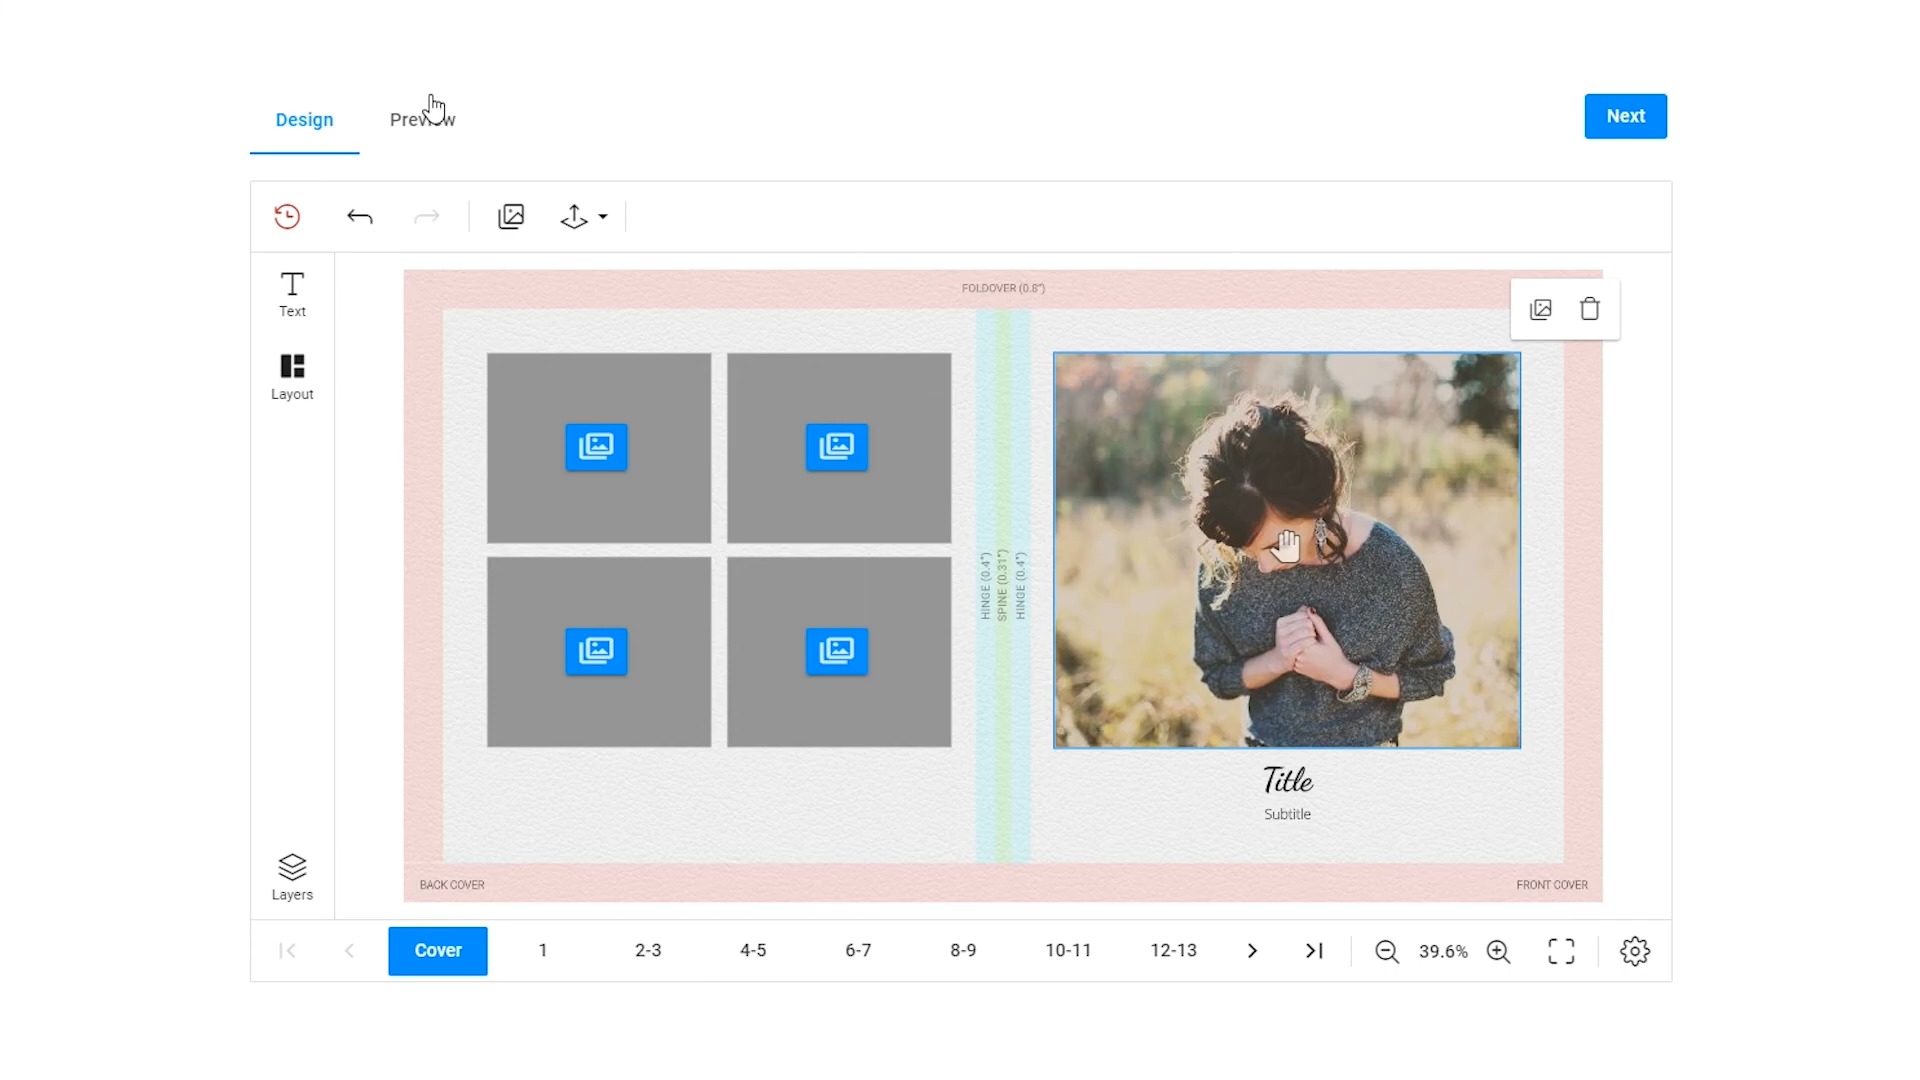 Design
Preview
Next
Text
Layout
Layers
FOLDOVER (0.8")
HINGE (0.4")
SPINE (0.31")
HINGE (0.4")
Title
Subtitle
BACK COVER
FRONT COVER
Cover
1
2-3
4-5
6-7
8-9
10-11
12-13
39.6%